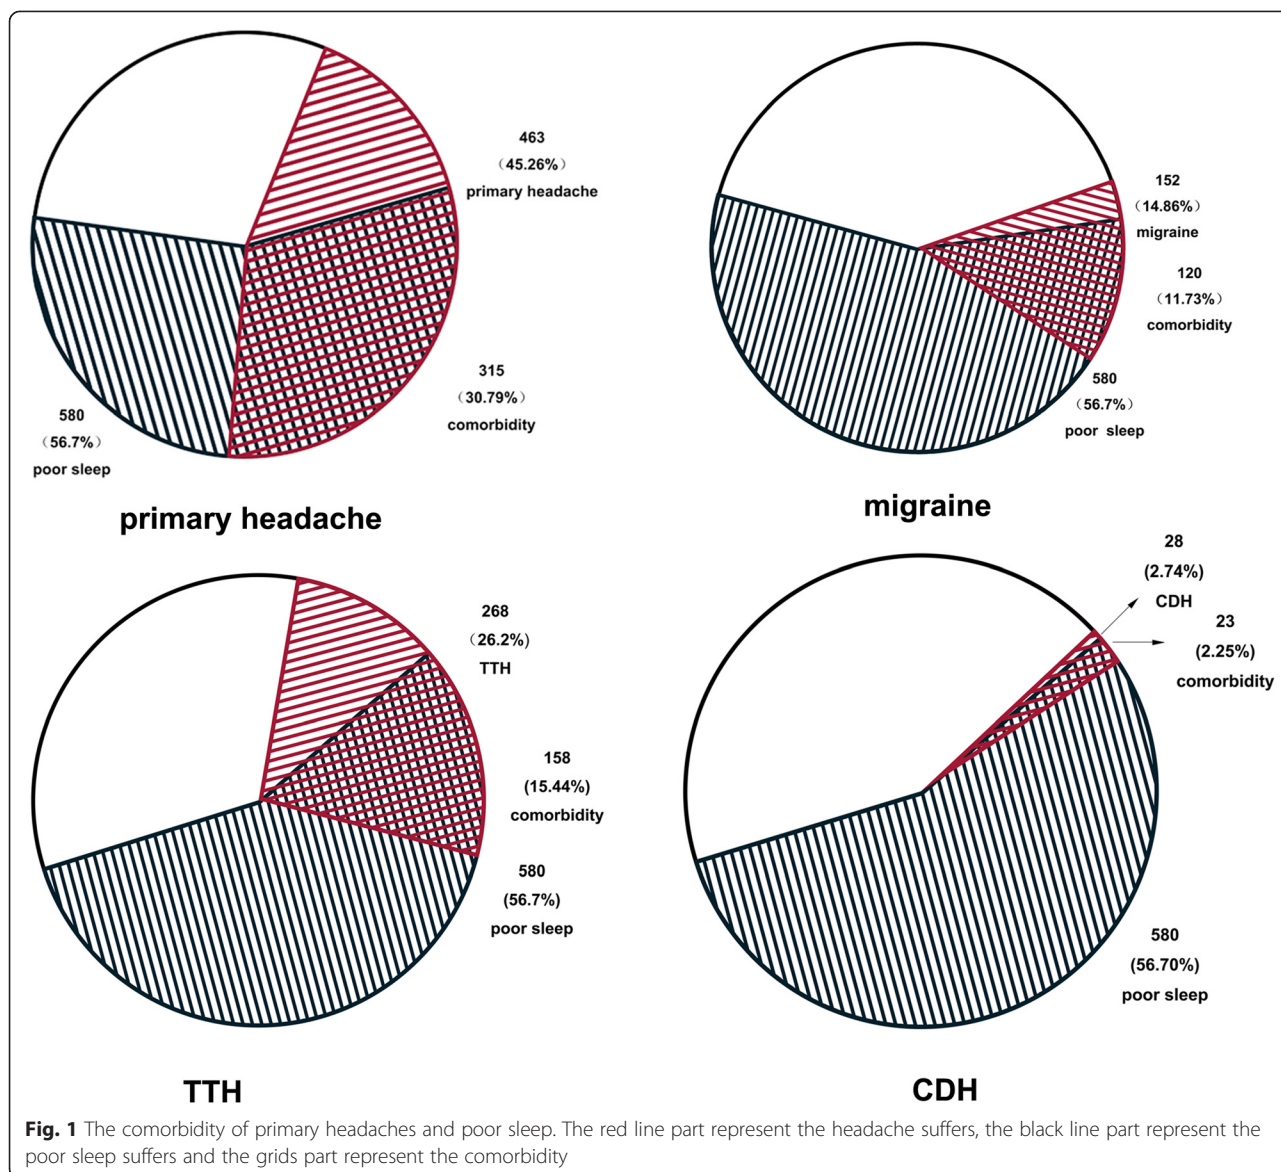 463
（45.26%）
primary headache
315
（30.79%）
comorbidity
580
（56.7%）
poor sleep
primary headache
152
（14.86%）
migraine
120
（11.73%）
comorbidity
580
（56.7%）
poor sleep
migraine
268
（26.2%)
TTH
158
(15.44%)
comorbidity
580
(56.7%)
poor sleep
TTH
28
(2.74%)
CDH
23
(2.25%)
comorbidity
580
(56.70%)
poor sleep
CDH
Fig. 1 The comorbidity of primary headaches and poor sleep. The red line part represent the headache suffers, the black line part represent the
poor sleep suffers and the grids part represent the comorbidity